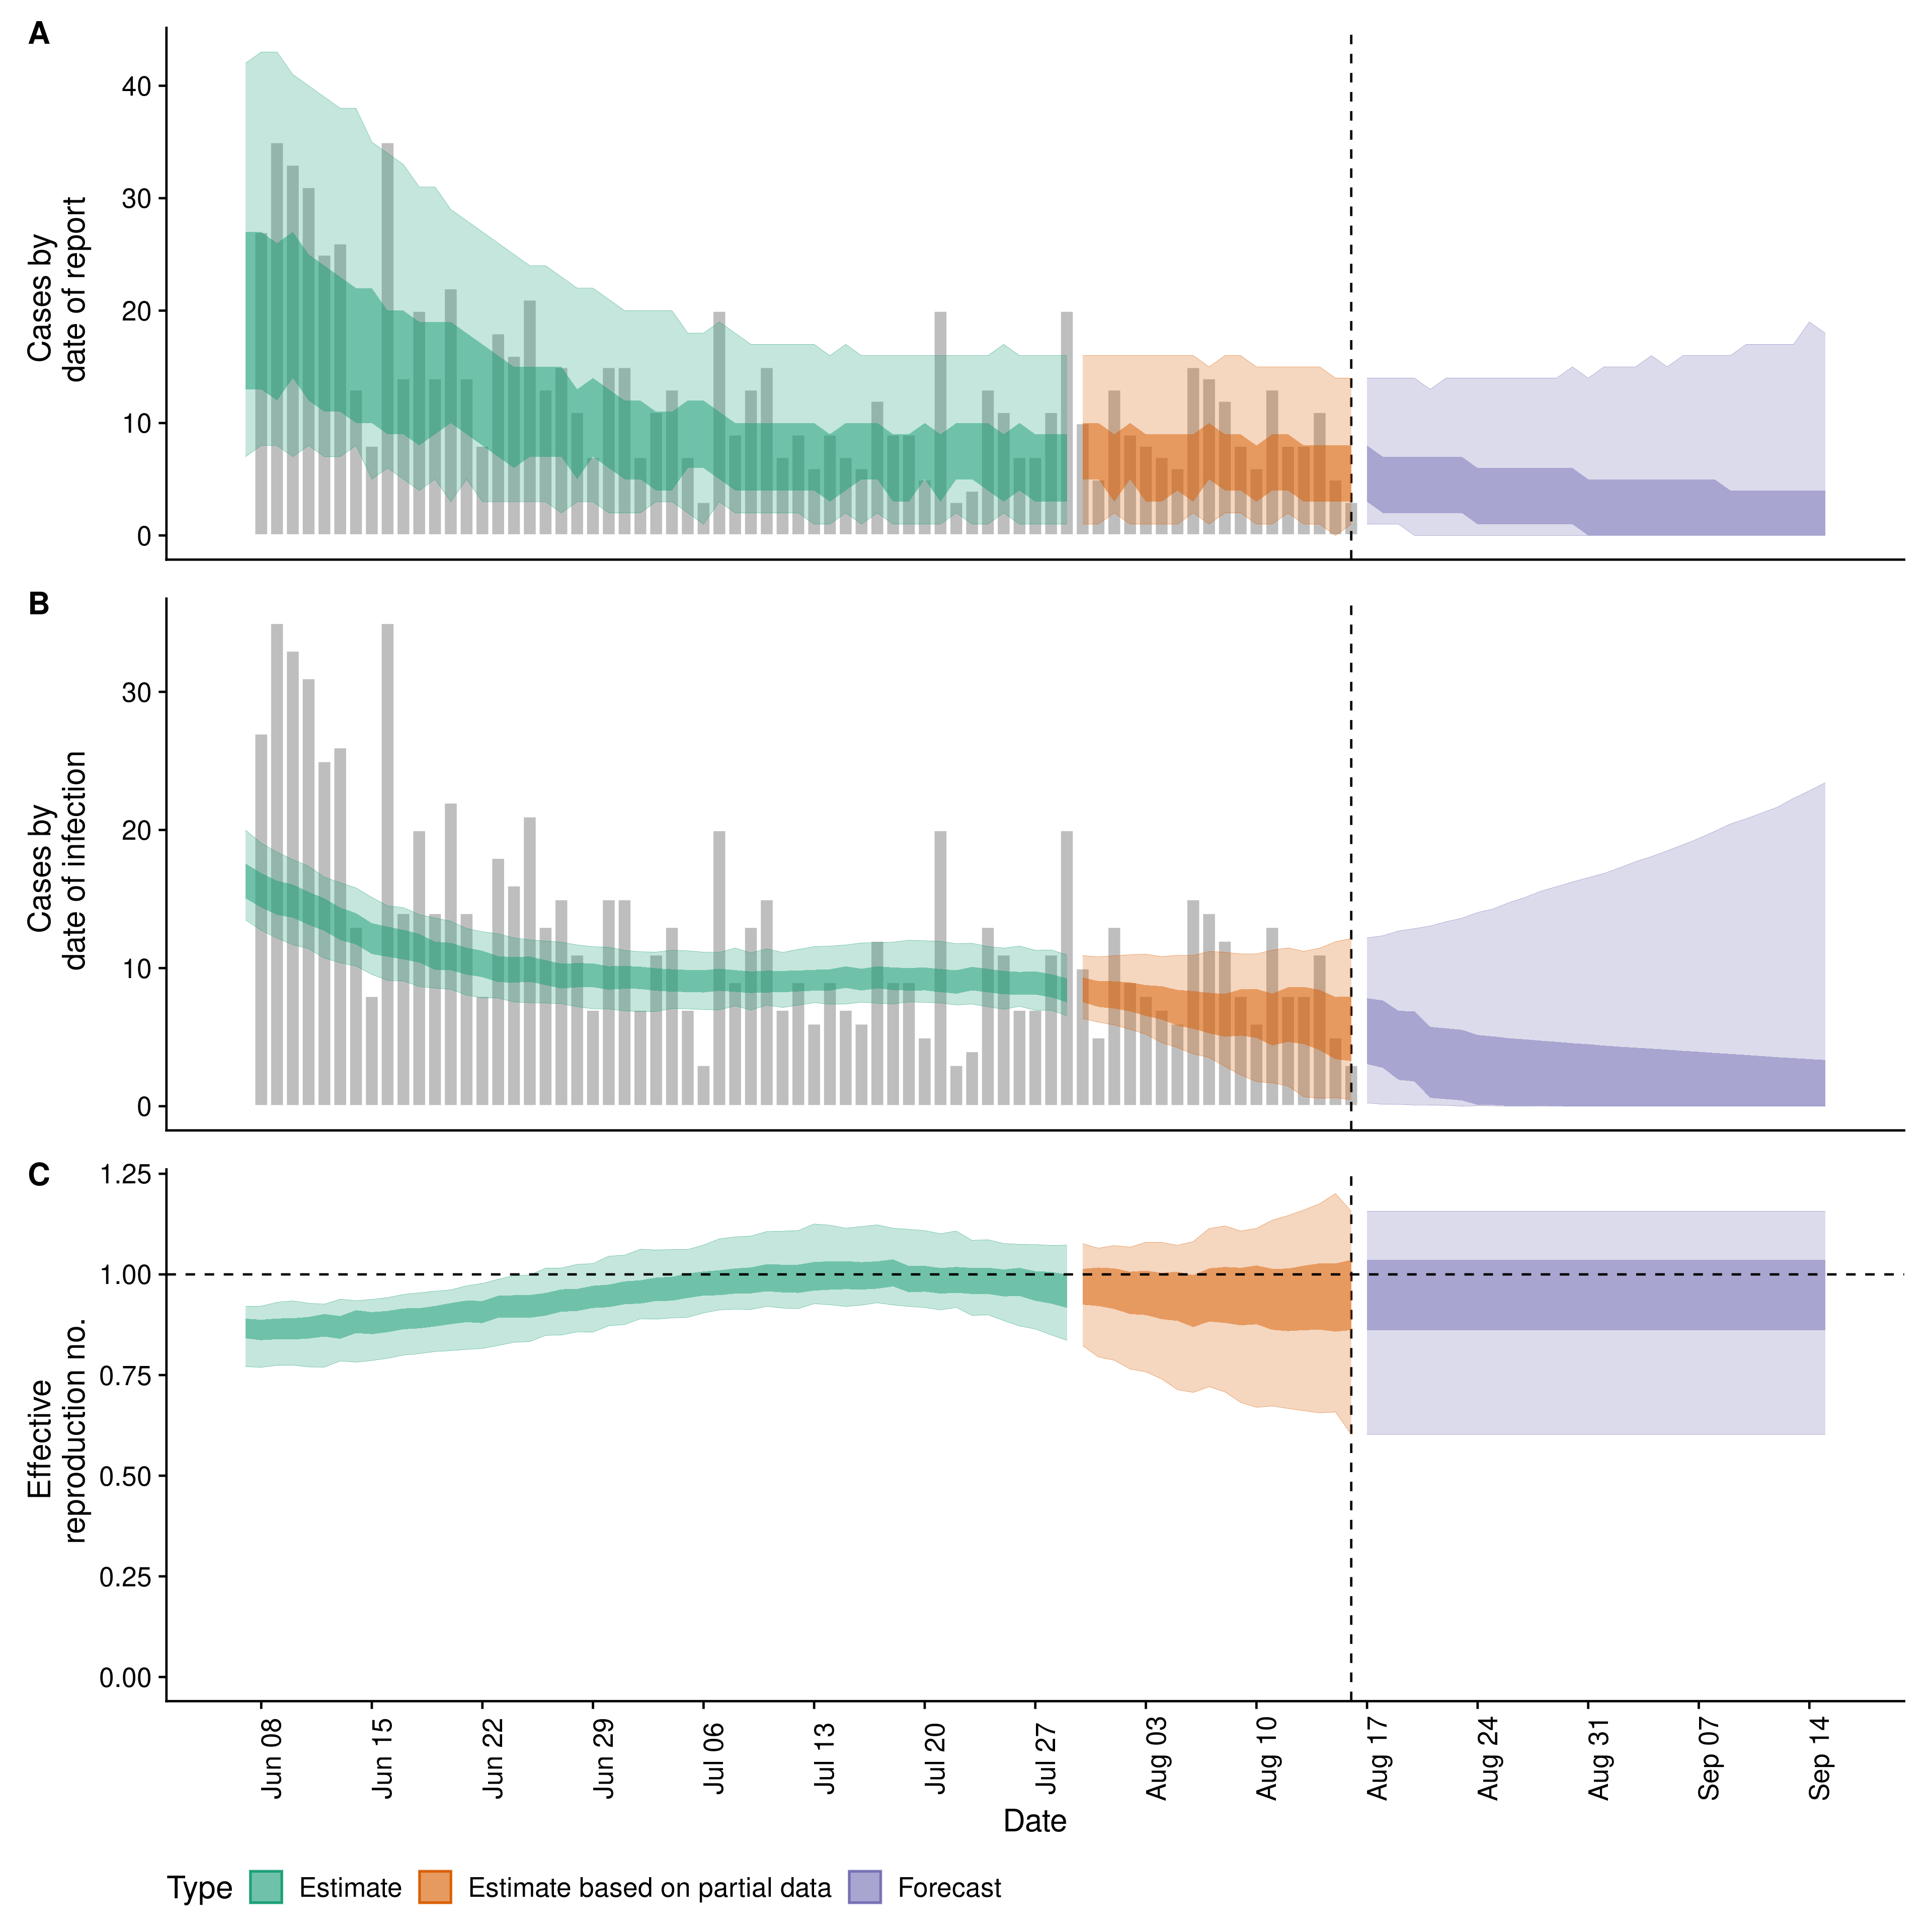 A
Cases by
date of report
40
30
20
10
0
B
Cases by
date of infection
30
20
10
0
C
Effective
reproduction no.
1.25
1.00
0.75
0.50
0.25
0.00
Jun 08
Jun 15
Jun 22
Jun 29
Jul 06
Jul 13
Jul 20
Jul 27
Aug 03
Aug 10
Aug 17
Aug 24
Aug 31
Sep 07
Sep 14
Date
Type Estimate Estimate based on partial data Forecast